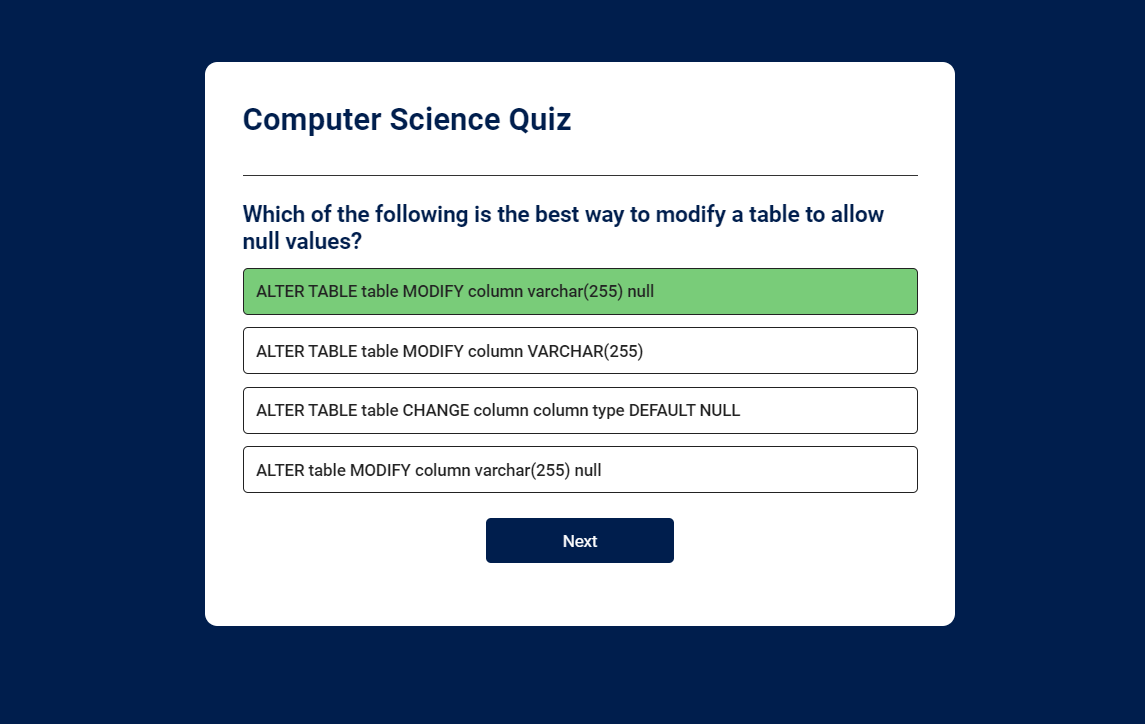 Computer Science Quiz
Which of the following is the best way to modify a table to allow
null values?
ALTER TABLE table MODIFY column varchar(255) null
ALTER TABLE table MODIFY column VARCHAR(255)
ALTER TABLE table CHANGE column column type DEFAULT NULL
ALTER table MODIFY column varchar(255) null
Next